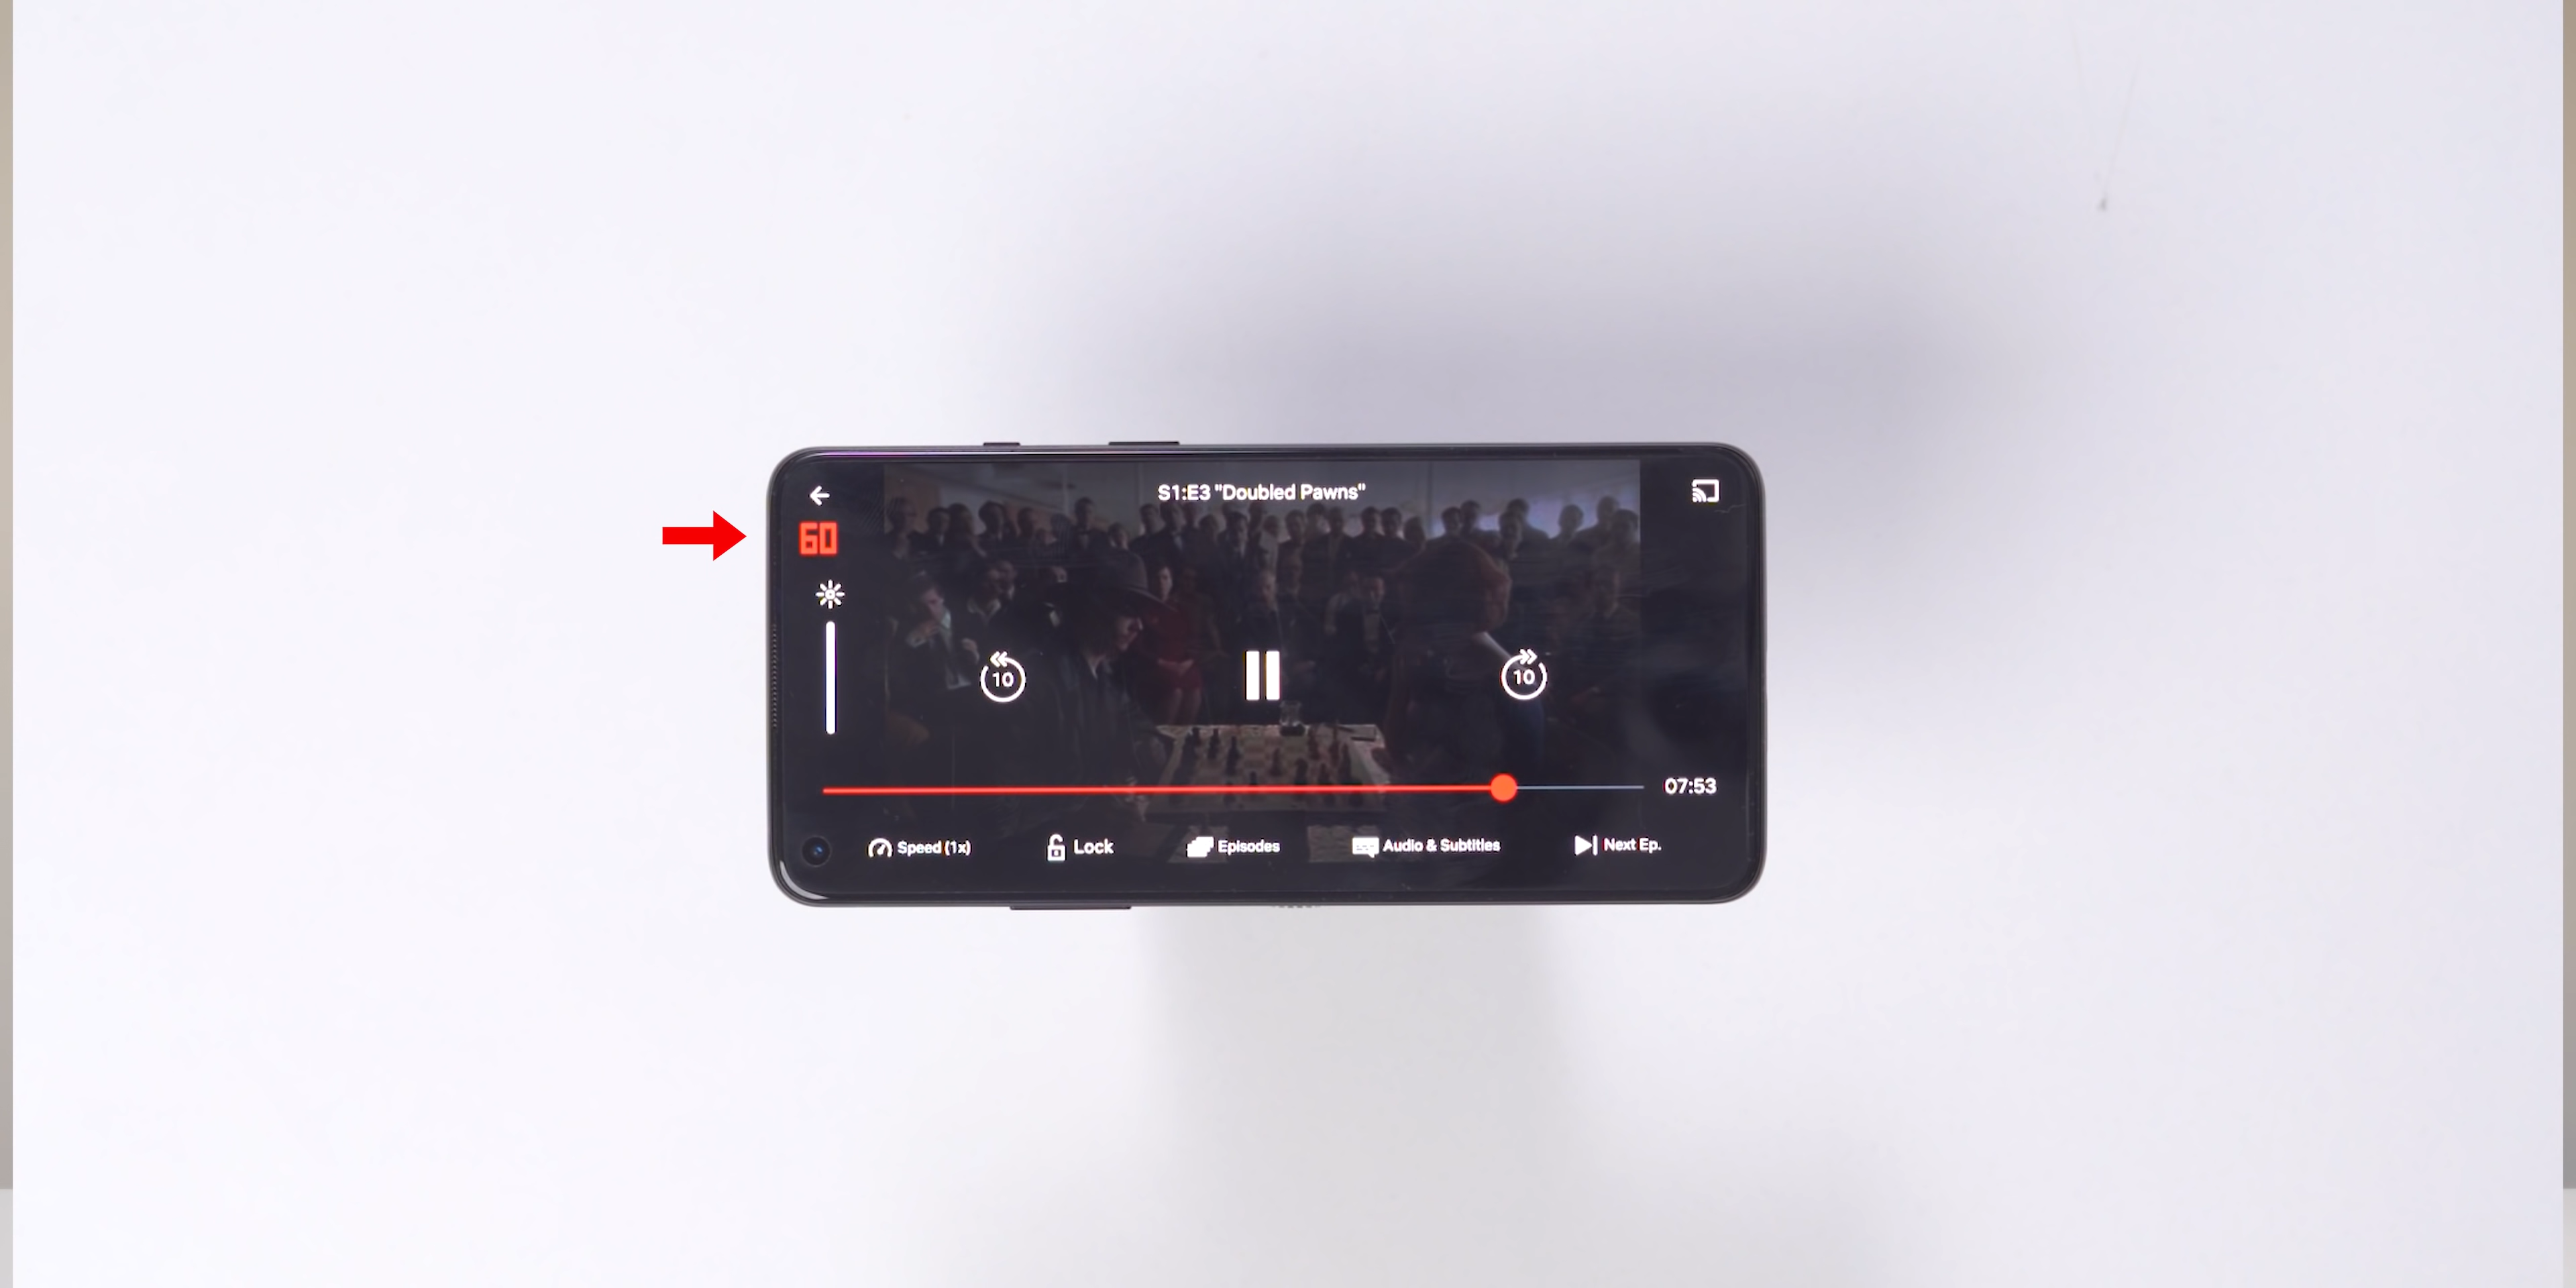 S1:E3 "Doubled Pawns"
60
10
10
07:53
Speed (1x)
Lock
Episodes
Audio & Subtitles
Next Ep.